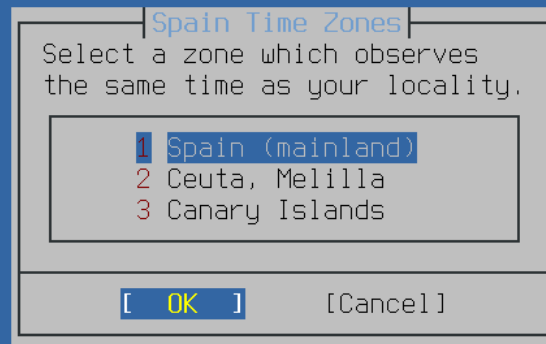 Spain Time Zones
Select a zone which observes
the same time as your locality.
1 Spain (mainland)
2 Ceuta, Melilla
3 Canary Islands
[ OK ] [Cancel]